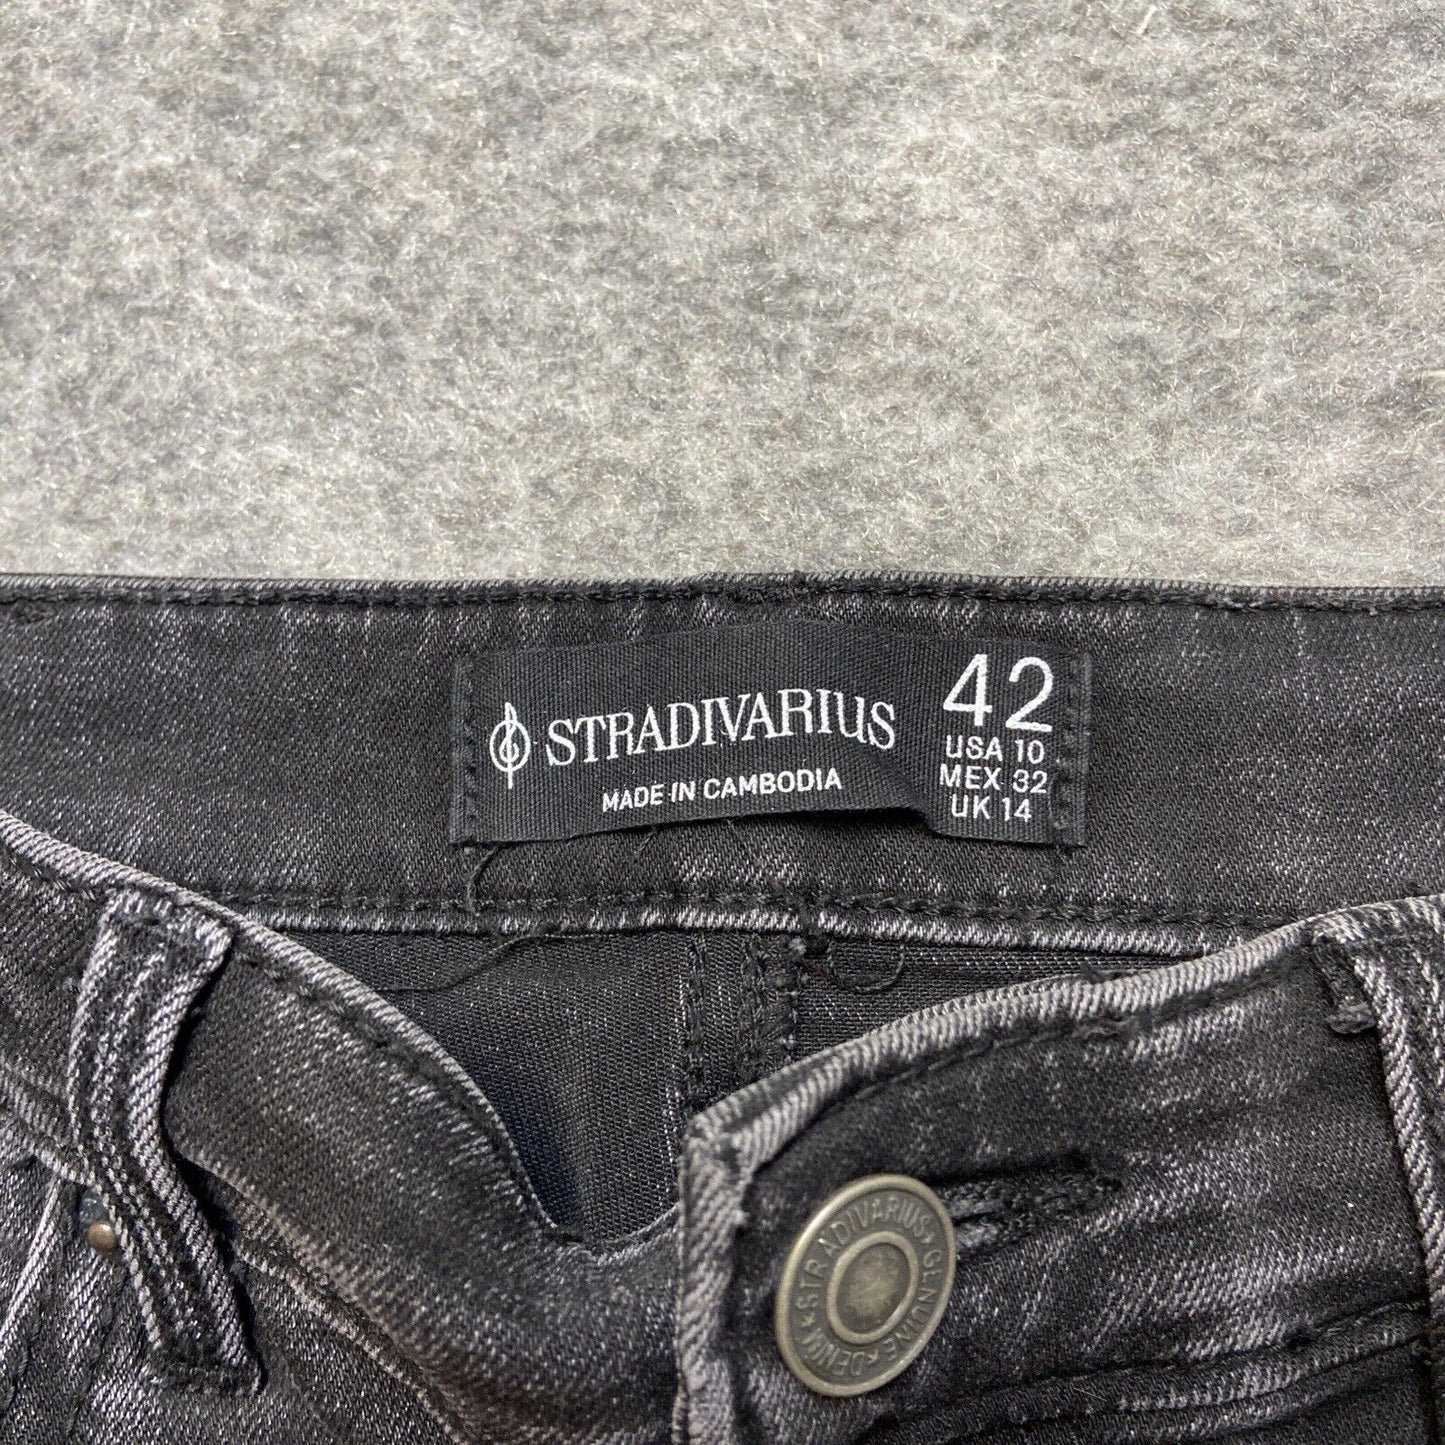 STRADIVARIUS
MADE IN CAMBODIA
42
USA 10
MEX 32
UK 14
STRADIVARIUS GENUINE DENIM